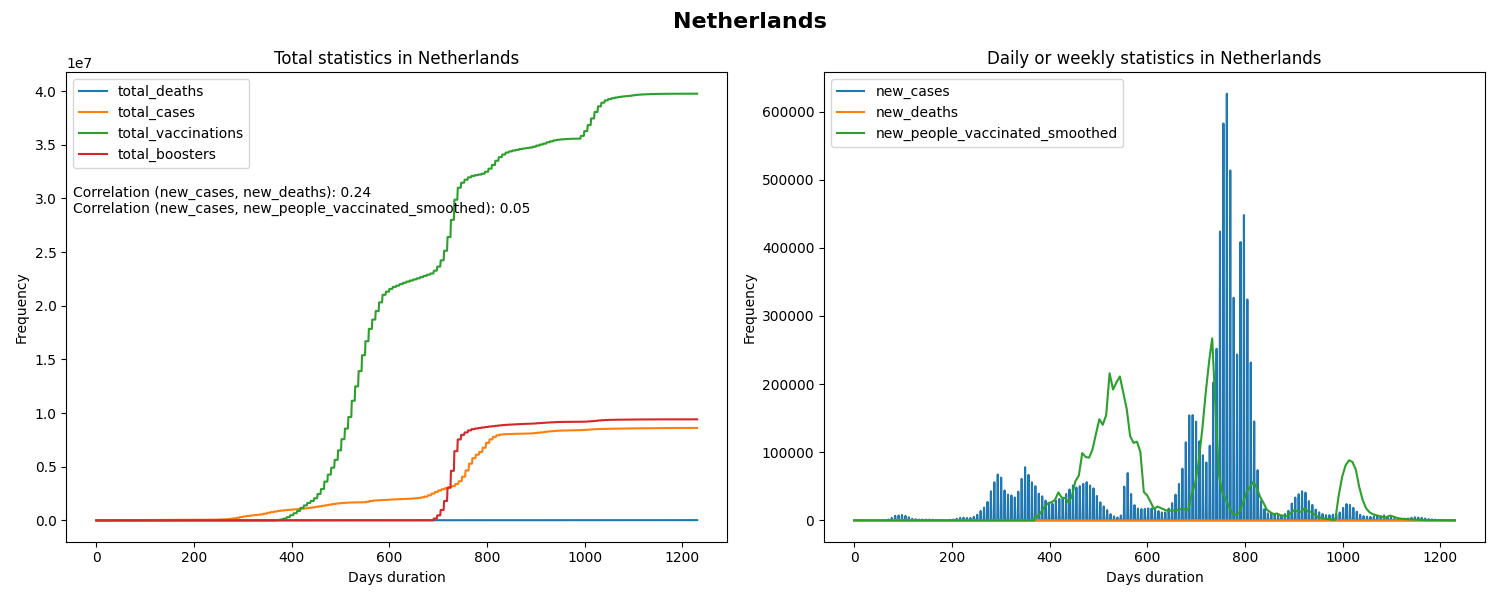 Netherlands
Total statistics in Netherlands
1e7
total_deaths
total_cases
total_vaccinations
total_boosters
Correlation (new_cases, new_deaths): 0.24
Correlation (new_cases, new_people_vaccinated_smoothed): 0.05
4.0
3.5
3.0
2.5
2.0
1.5
1.0
0.5
0.0
Frequency
0 200 400 600 800 1000 1200
Days duration
Daily or weekly statistics in Netherlands
new_cases
new_deaths
new_people_vaccinated_smoothed
600000
500000
400000
300000
200000
100000
0
Frequency
0 200 400 600 800 1000 1200
Days duration